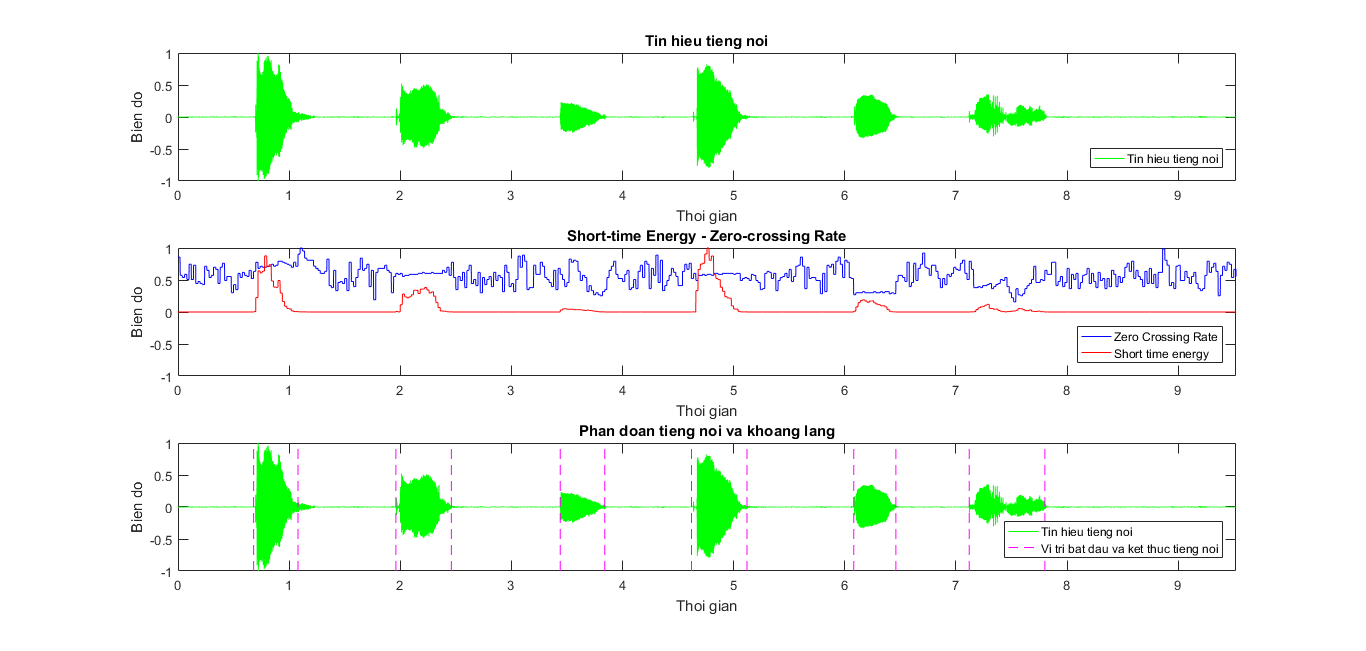 Tin hieu tieng noi
1
0.5
0
-0.5
-1
Bien do
Tin hieu tieng noi
0 1 2 3 4 5 6 7 8 9
Thoi gian
Short-time Energy - Zero-crossing Rate
1
0.5
0
-0.5
-1
Bien do
Zero Crossing Rate
Short time energy
0 1 2 3 4 5 6 7 8 9
Thoi gian
Phan doan tieng noi va khoang lang
1
0.5
0
-0.5
-1
Bien do
Tin hieu tieng noi
Vi tri bat dau va ket thuc tieng noi
0 1 2 3 4 5 6 7 8 9
Thoi gian